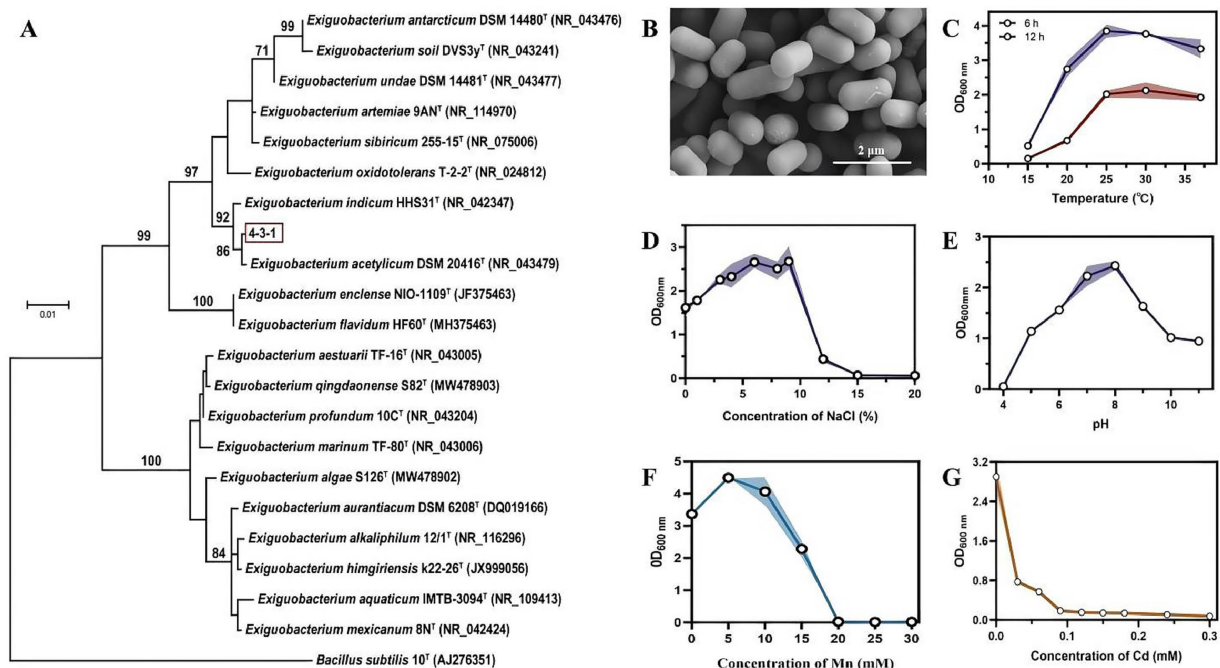 A
99
Exiguobacterium antarcticum DSM 14480ᵀ (NR_043476)
71
Exiguobacterium soil DVS3yᵀ (NR_043241)
Exiguobacterium undae DSM 14481ᵀ (NR_043477)
Exiguobacterium artemiae 9ANᵀ (NR_114970)
Exiguobacterium sibiricum 255-15ᵀ (NR_075006)
97
Exiguobacterium oxidotolerans T-2-2ᵀ (NR_024812)
Exiguobacterium indicum HHS31ᵀ (NR_042347)
92
4-3-1
99
86
Exiguobacterium acetylicum DSM 20416ᵀ (NR_043479)
Exiguobacterium enclense NIO-1109ᵀ (JF375463)
100
0.01
Exiguobacterium flavidum HF60ᵀ (MH375463)
Exiguobacterium aestuarii TF-16ᵀ (NR_043005)
Exiguobacterium qingdaonense S82ᵀ (MW478903)
Exiguobacterium profundum 10Cᵀ (NR_043204)
Exiguobacterium marinum TF-80ᵀ (NR_043006)
100
Exiguobacterium algae S126ᵀ (MW478902)
Exiguobacterium aurantiacum DSM 6208ᵀ (DQ019166)
Exiguobacterium alkaliphilum 12/1ᵀ (NR_116296)
84
Exiguobacterium himgiriensis k22-26ᵀ (JX999056)
Exiguobacterium aquaticum IMTB-3094ᵀ (NR_109413)
Exiguobacterium mexicanum 8Nᵀ (NR_042424)
Bacillus subtilis 10ᵀ (AJ276351)
B
2 μm
C
6 h
12 h
OD600 nm
4
3
2
1
0
10 15 20 25 30 35
Temperature (℃)
D
OD600 nm
3
2
1
0
0 5 10 15 20
Concentration of NaCl (%)
E
OD600mm
3
2
1
0
4 6 8 10
pH
F
0D600 nm
5
4
3
2
1
0
0 5 10 15 20 25 30
Concentration of Mn (mM)
G
OD600 nm
3.2
2.4
1.6
0.8
0.0
0.0 0.1 0.2 0.3
Concentration of Cd (mM)